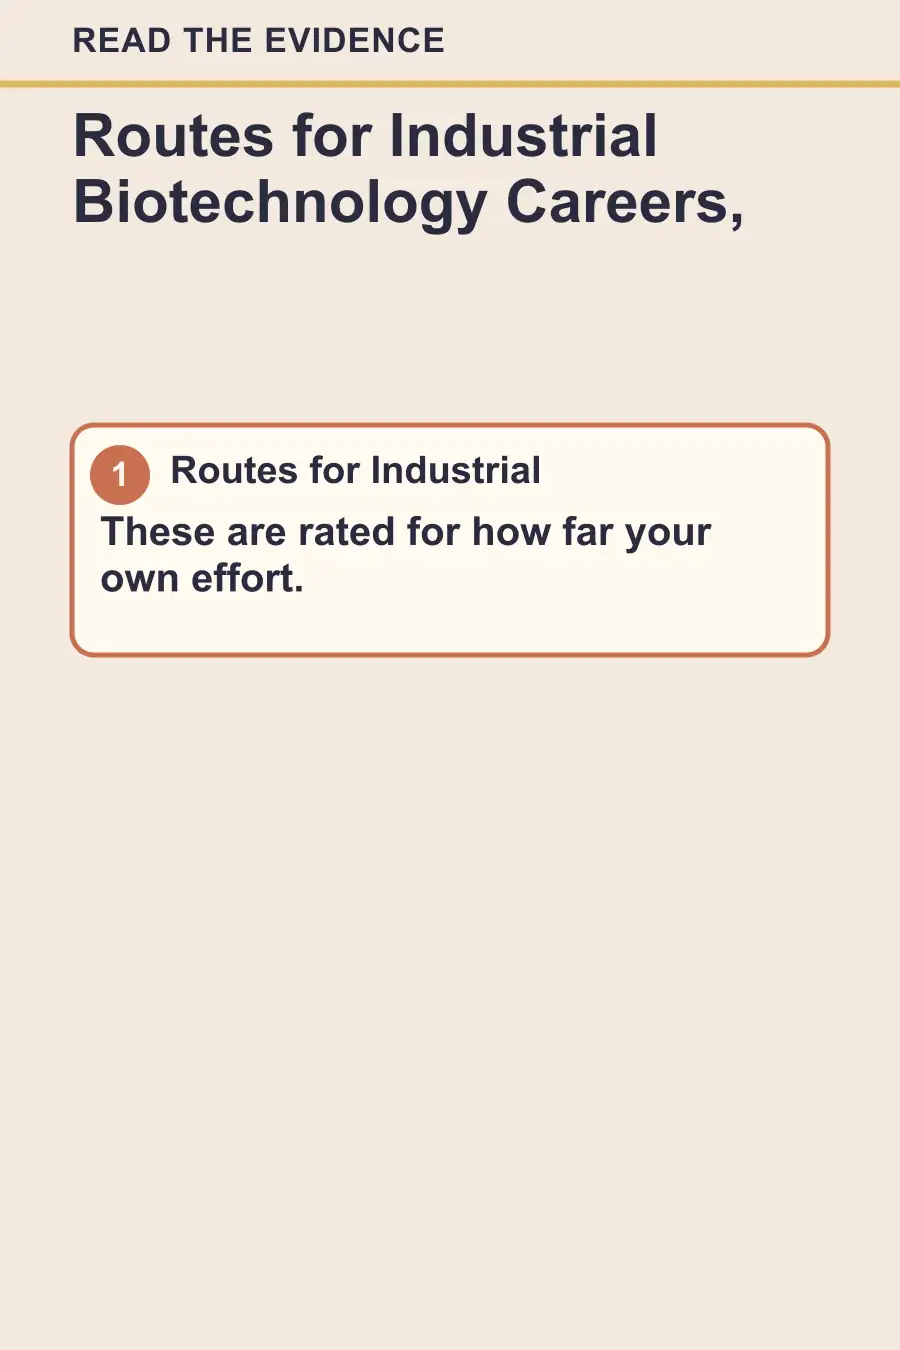 READ THE EVIDENCE
Routes for Industrial
Biotechnology Careers,
1 Routes for Industrial
These are rated for how far your
own effort.